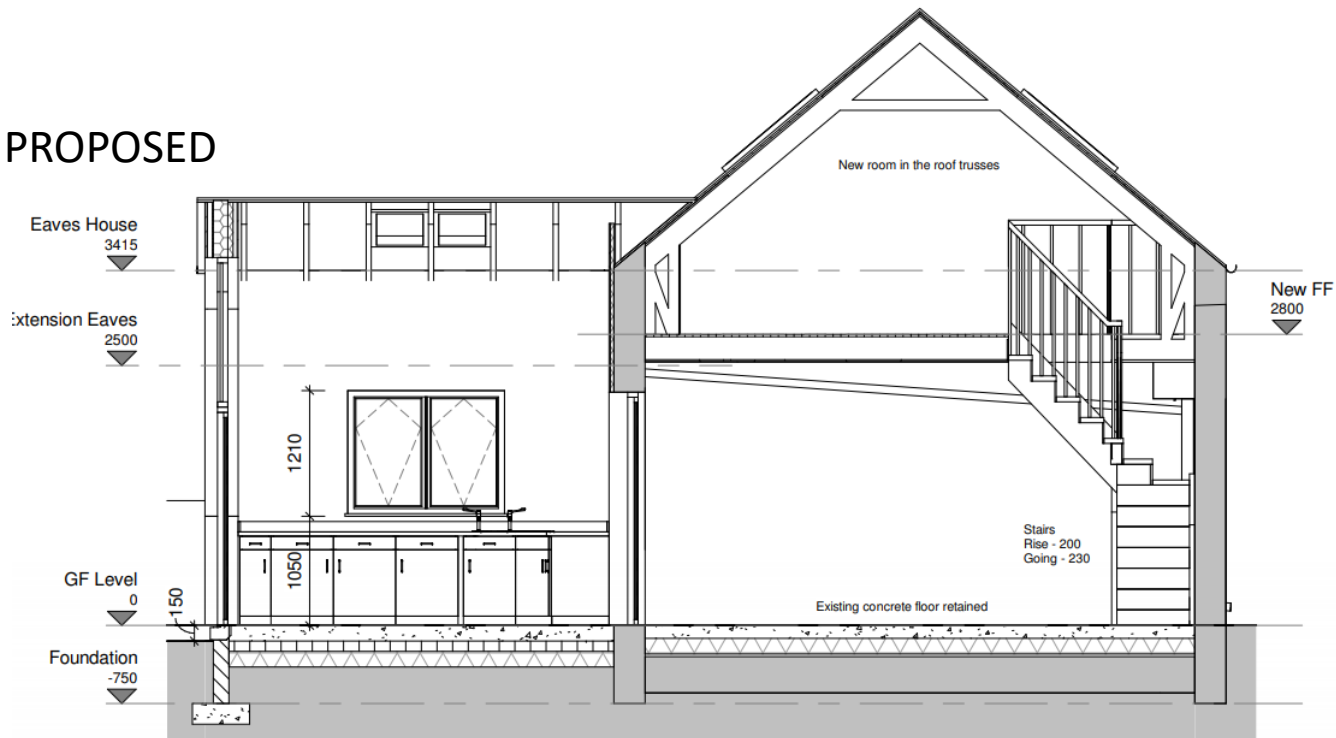 PROPOSED
New room in the roof trusses
Eaves House
3415
New FF
2800
Extension Eaves
2500
1210
1050
Stairs
Rise - 200
Going - 230
GF Level
0
150
Existing concrete floor retained
Foundation
-750